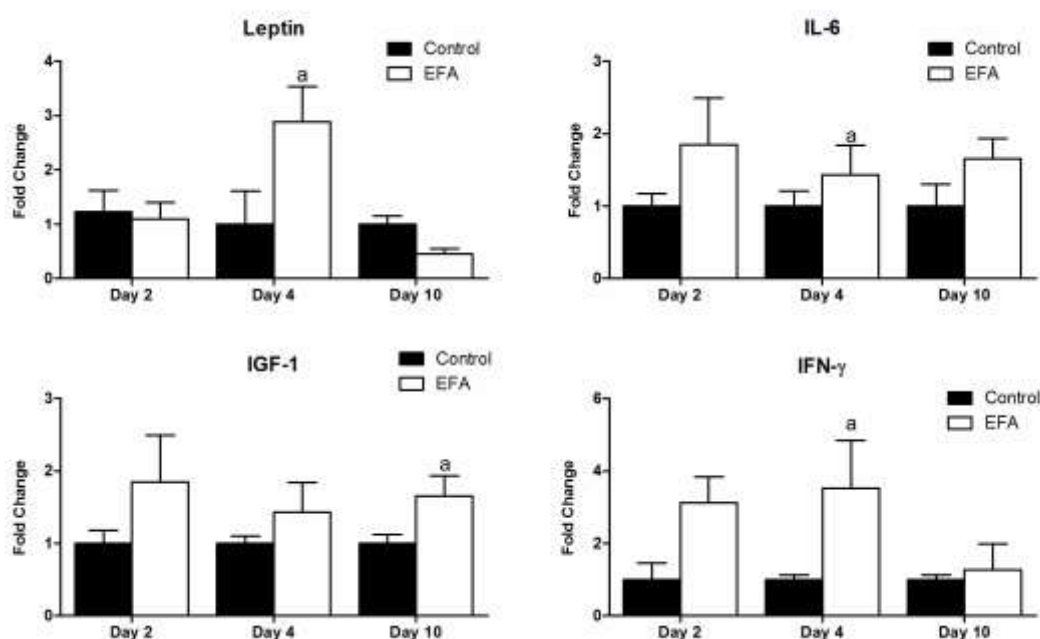 Leptin
Control
EFA
Fold Change
4
3
2
1
0
a
Day 2
Day 4
Day 10
IL-6
Control
EFA
Fold Change
3
2
1
0
a
Day 2
Day 4
Day 10
IGF-1
Control
EFA
Fold Change
3
2
1
0
a
Day 2
Day 4
Day 10
IFN-γ
Control
EFA
Fold Change
6
4
2
0
a
Day 2
Day 4
Day 10